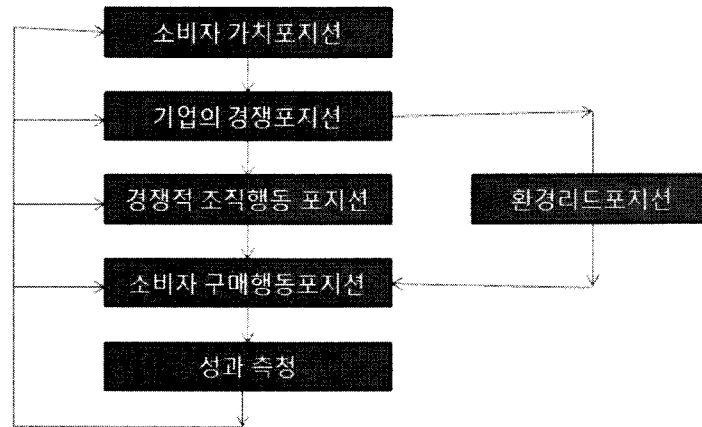 소비자 가치포지션
기업의 경쟁포지션
경쟁적 조직행동 포지션
환경리드포지션
소비자 구매행동포지션
성과 측정